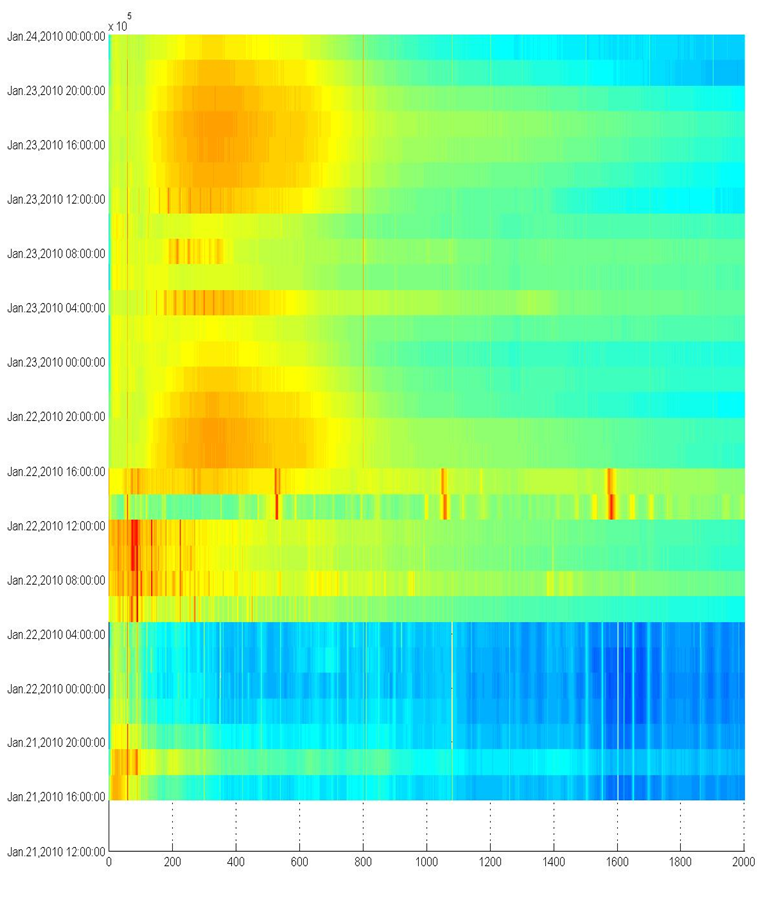 x 10^5
Jan.24,2010 00:00:00
Jan.23,2010 20:00:00
Jan.23,2010 16:00:00
Jan.23,2010 12:00:00
Jan.23,2010 08:00:00
Jan.23,2010 04:00:00
Jan.23,2010 00:00:00
Jan.22,2010 20:00:00
Jan.22,2010 16:00:00
Jan.22,2010 12:00:00
Jan.22,2010 08:00:00
Jan.22,2010 04:00:00
Jan.22,2010 00:00:00
Jan.21,2010 20:00:00
Jan.21,2010 16:00:00
Jan.21,2010 12:00:00
0 200 400 600 800 1000 1200 1400 1600 1800 2000